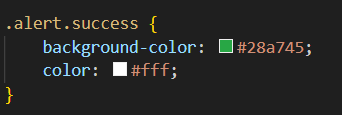 .alert.success {
    background-color: #28a745;
    color: #fff;
}